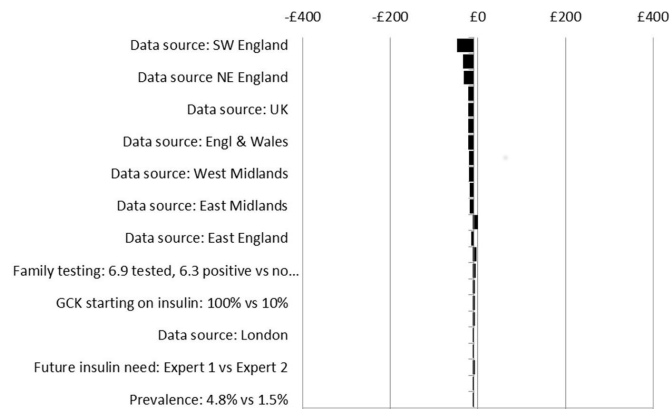 -£400 -£200 £0 £200 £400
Data source: SW England
Data source NE England
Data source: UK
Data source: Engl & Wales
Data source: West Midlands
Data source: East Midlands
Data source: East England
Family testing: 6.9 tested, 6.3 positive vs no...
GCK starting on insulin: 100% vs 10%
Data source: London
Future insulin need: Expert 1 vs Expert 2
Prevalence: 4.8% vs 1.5%